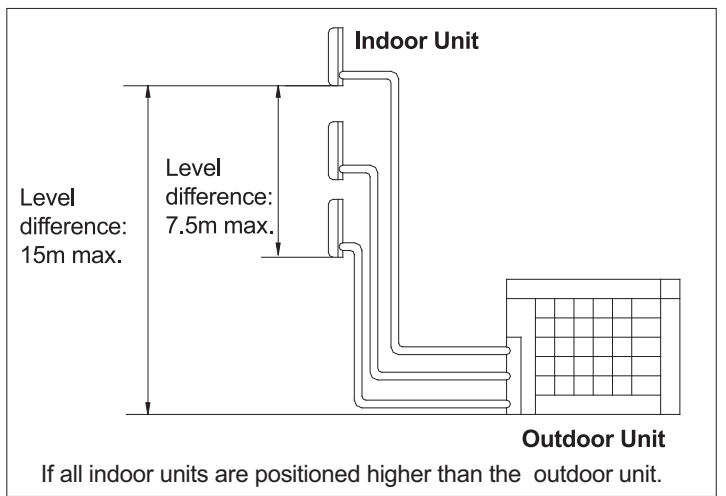 Indoor Unit
Level
difference:
7.5m max.
Level
difference:
15m max.
Outdoor Unit
If all indoor units are positioned higher than the outdoor unit.